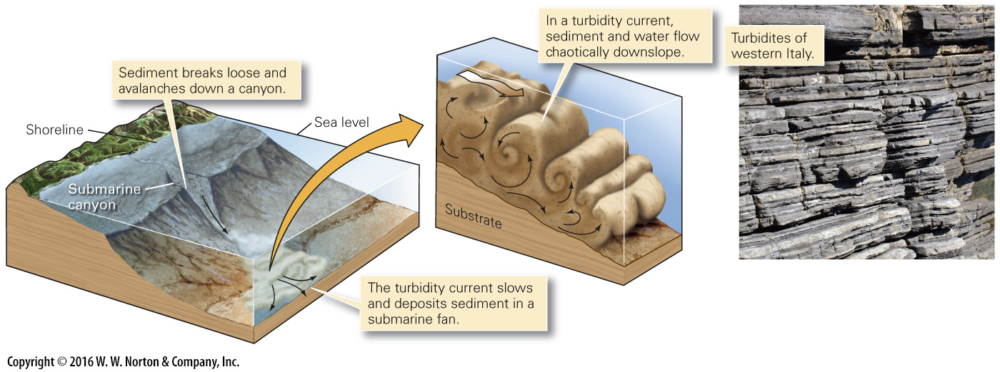 Sediment breaks loose and
avalanches down a canyon.
Shoreline
Sea level
Submarine
canyon
The turbidity current slows
and deposits sediment in a
submarine fan.
In a turbidity current,
sediment and water flow
chaotically downslope.
Substrate
Turbidites of
western Italy.
Copyright © 2016 W. W. Norton & Company, Inc.